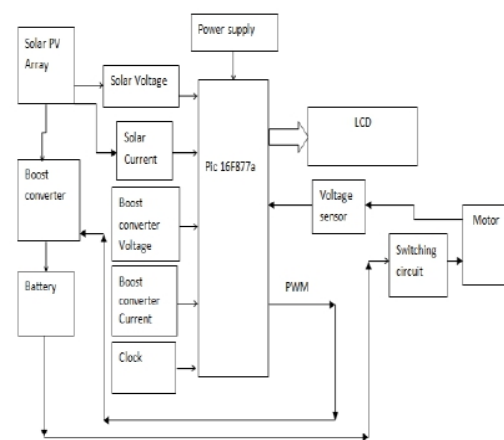 Power supply
Solar PV
Array
Solar Voltage
LCD
Solar
Current
Pic 16F877a
Boost
converter
Voltage
sensor
Motor
Boost
converter
Voltage
Switching
circuit
Battery
Boost
converter
Current
PWM
Clock